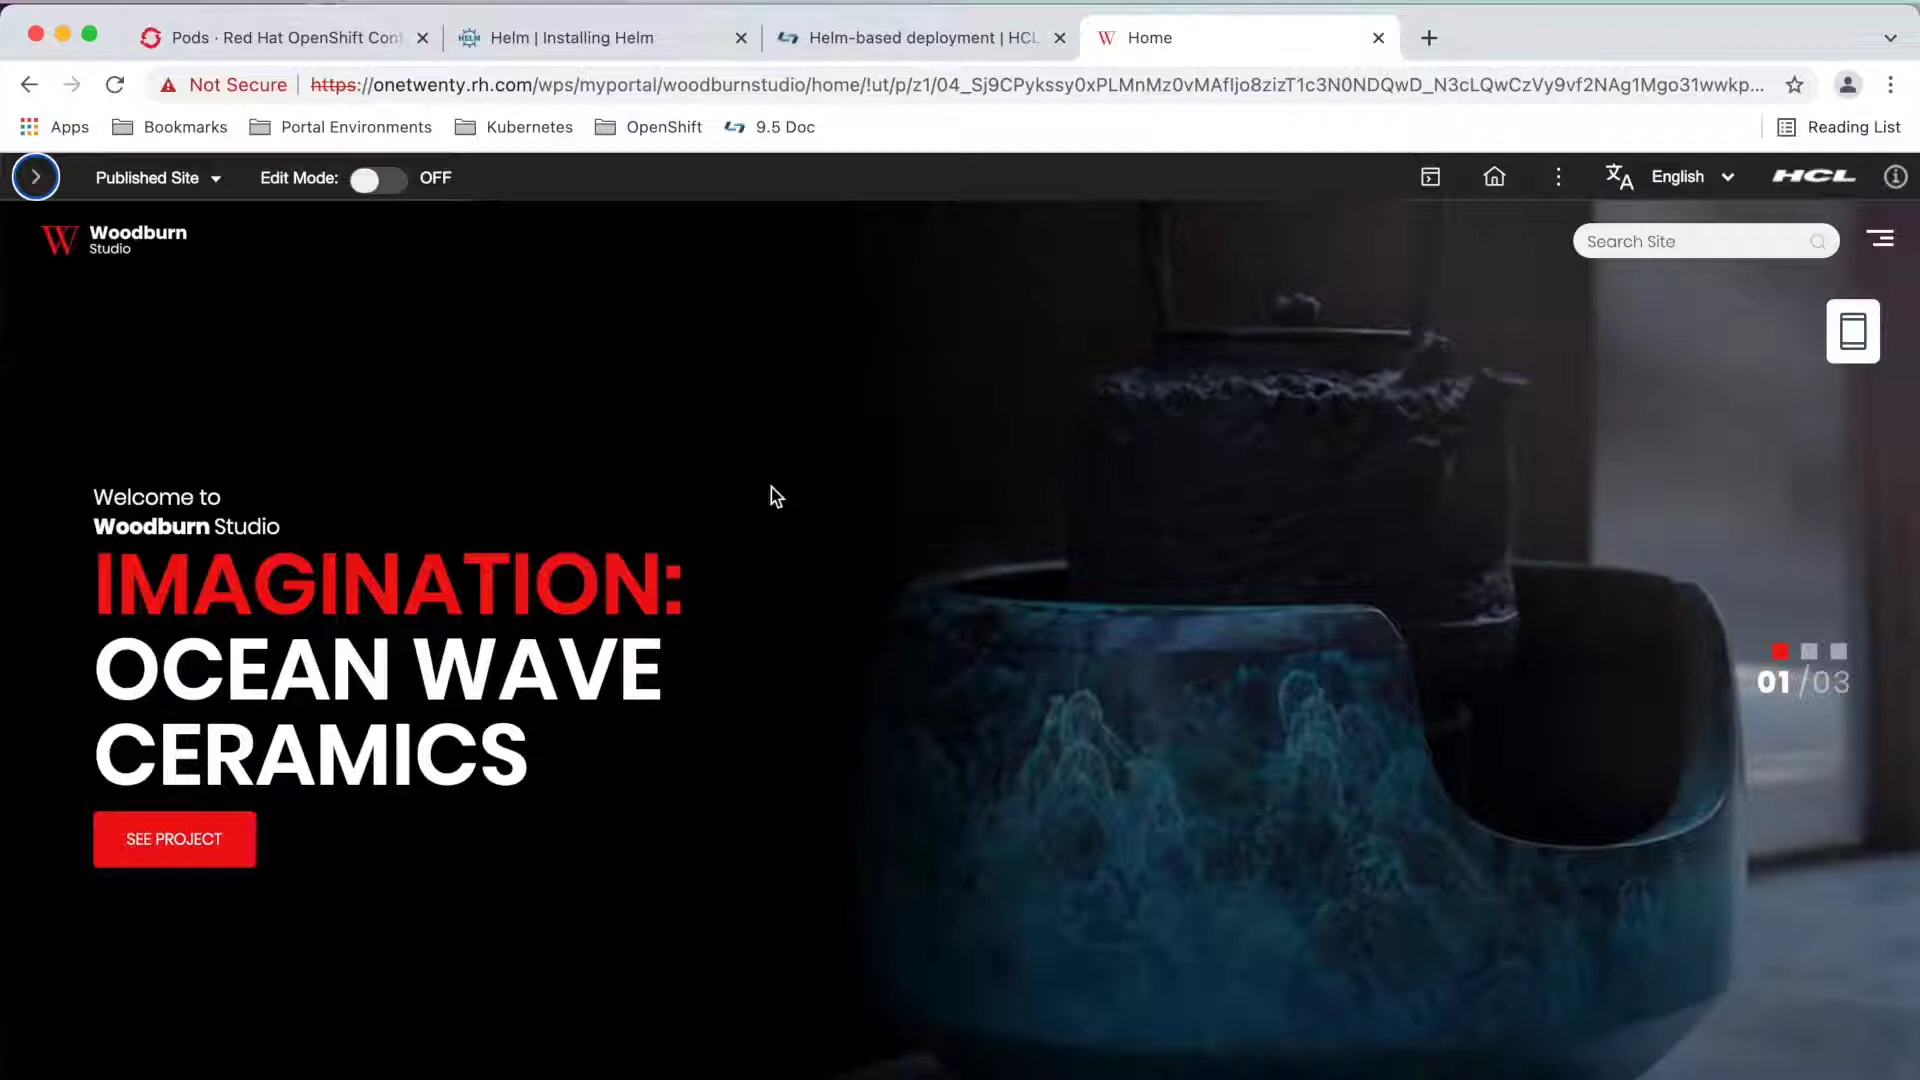 Pods · Red Hat OpenShift Con
Helm | Installing Helm
Helm-based deployment | HCL
Home
Not Secure
https://onetwenty.rh.com/wps/myportal/woodburnstudio/home/!ut/p/z1/04_Sj9CPykssy0xPLMnMz0vMAfIjo8zizT1c3N0NDQwD_N3cLQwCzVy9vf2NAg1Mgo31wwkp...
Apps
Bookmarks
Portal Environments
Kubernetes
OpenShift
9.5 Doc
Reading List
Published Site
Edit Mode:
OFF
English
HCL
W Woodburn
Studio
Search Site
Welcome to
Woodburn Studio
IMAGINATION:
OCEAN WAVE
CERAMICS
01 /03
SEE PROJECT